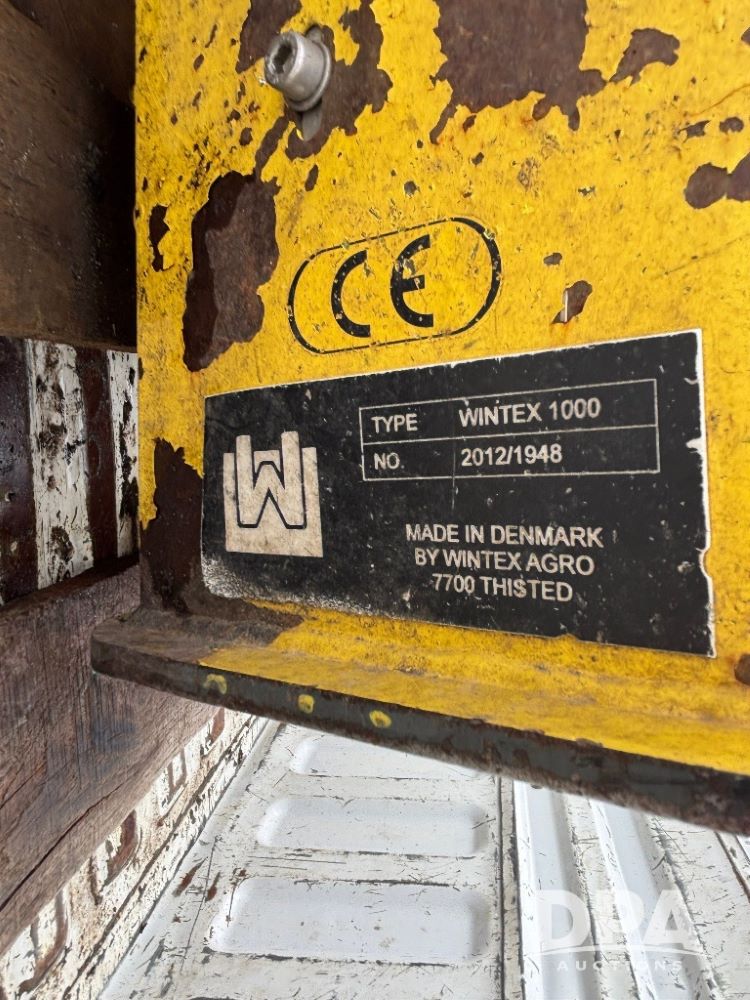 CE
TYPE WINTEX 1000
NO. 2012/1948
W
MADE IN DENMARK
BY WINTEX AGRO
7700 THISTED
DPA
AUCTIONS